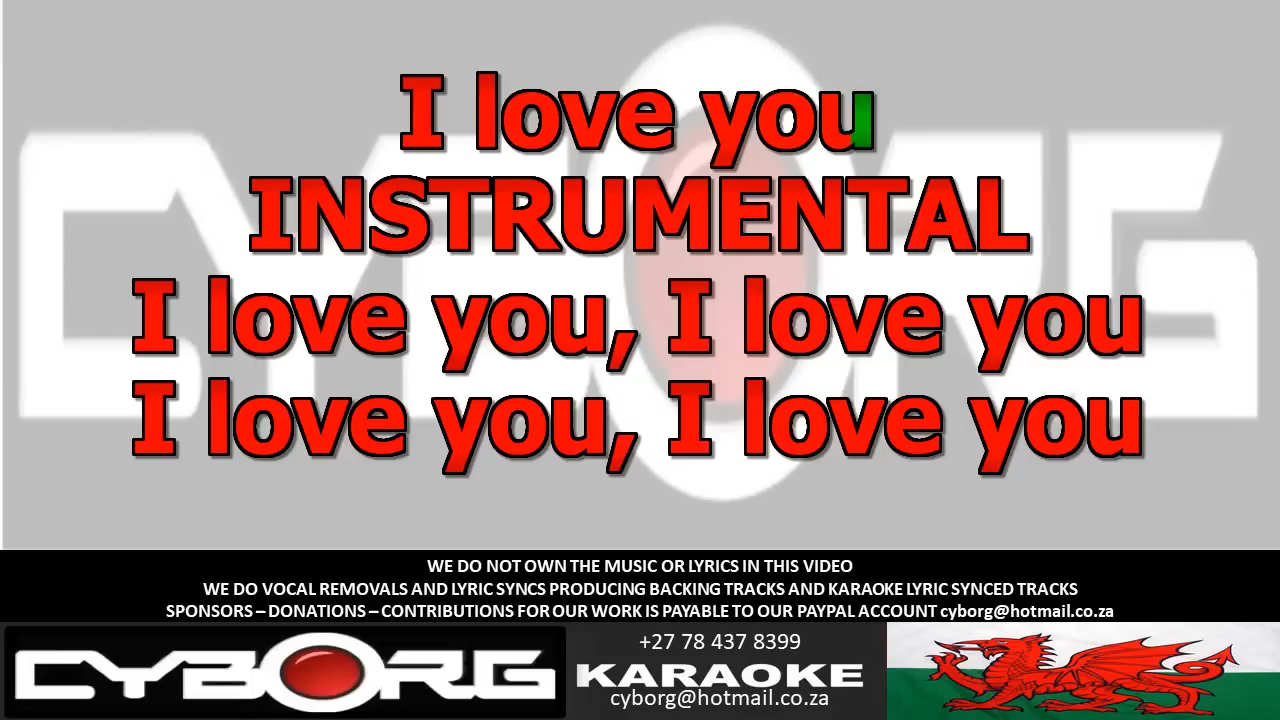 I love you
INSTRUMENTAL
I love you, I love you
I love you, I love you
WE DO NOT OWN THE MUSIC OR LYRICS IN THIS VIDEO
WE DO VOCAL REMOVALS AND LYRIC SYNCS PRODUCING BACKING TRACKS AND KARAOKE LYRIC SYNCED TRACKS
SPONSORS – DONATIONS – CONTRIBUTIONS FOR OUR WORK IS PAYABLE TO OUR PAYPAL ACCOUNT cyborg@hotmail.co.za
CYBORG
+27 78 437 8399
KARAOKE
cyborg@hotmail.co.za